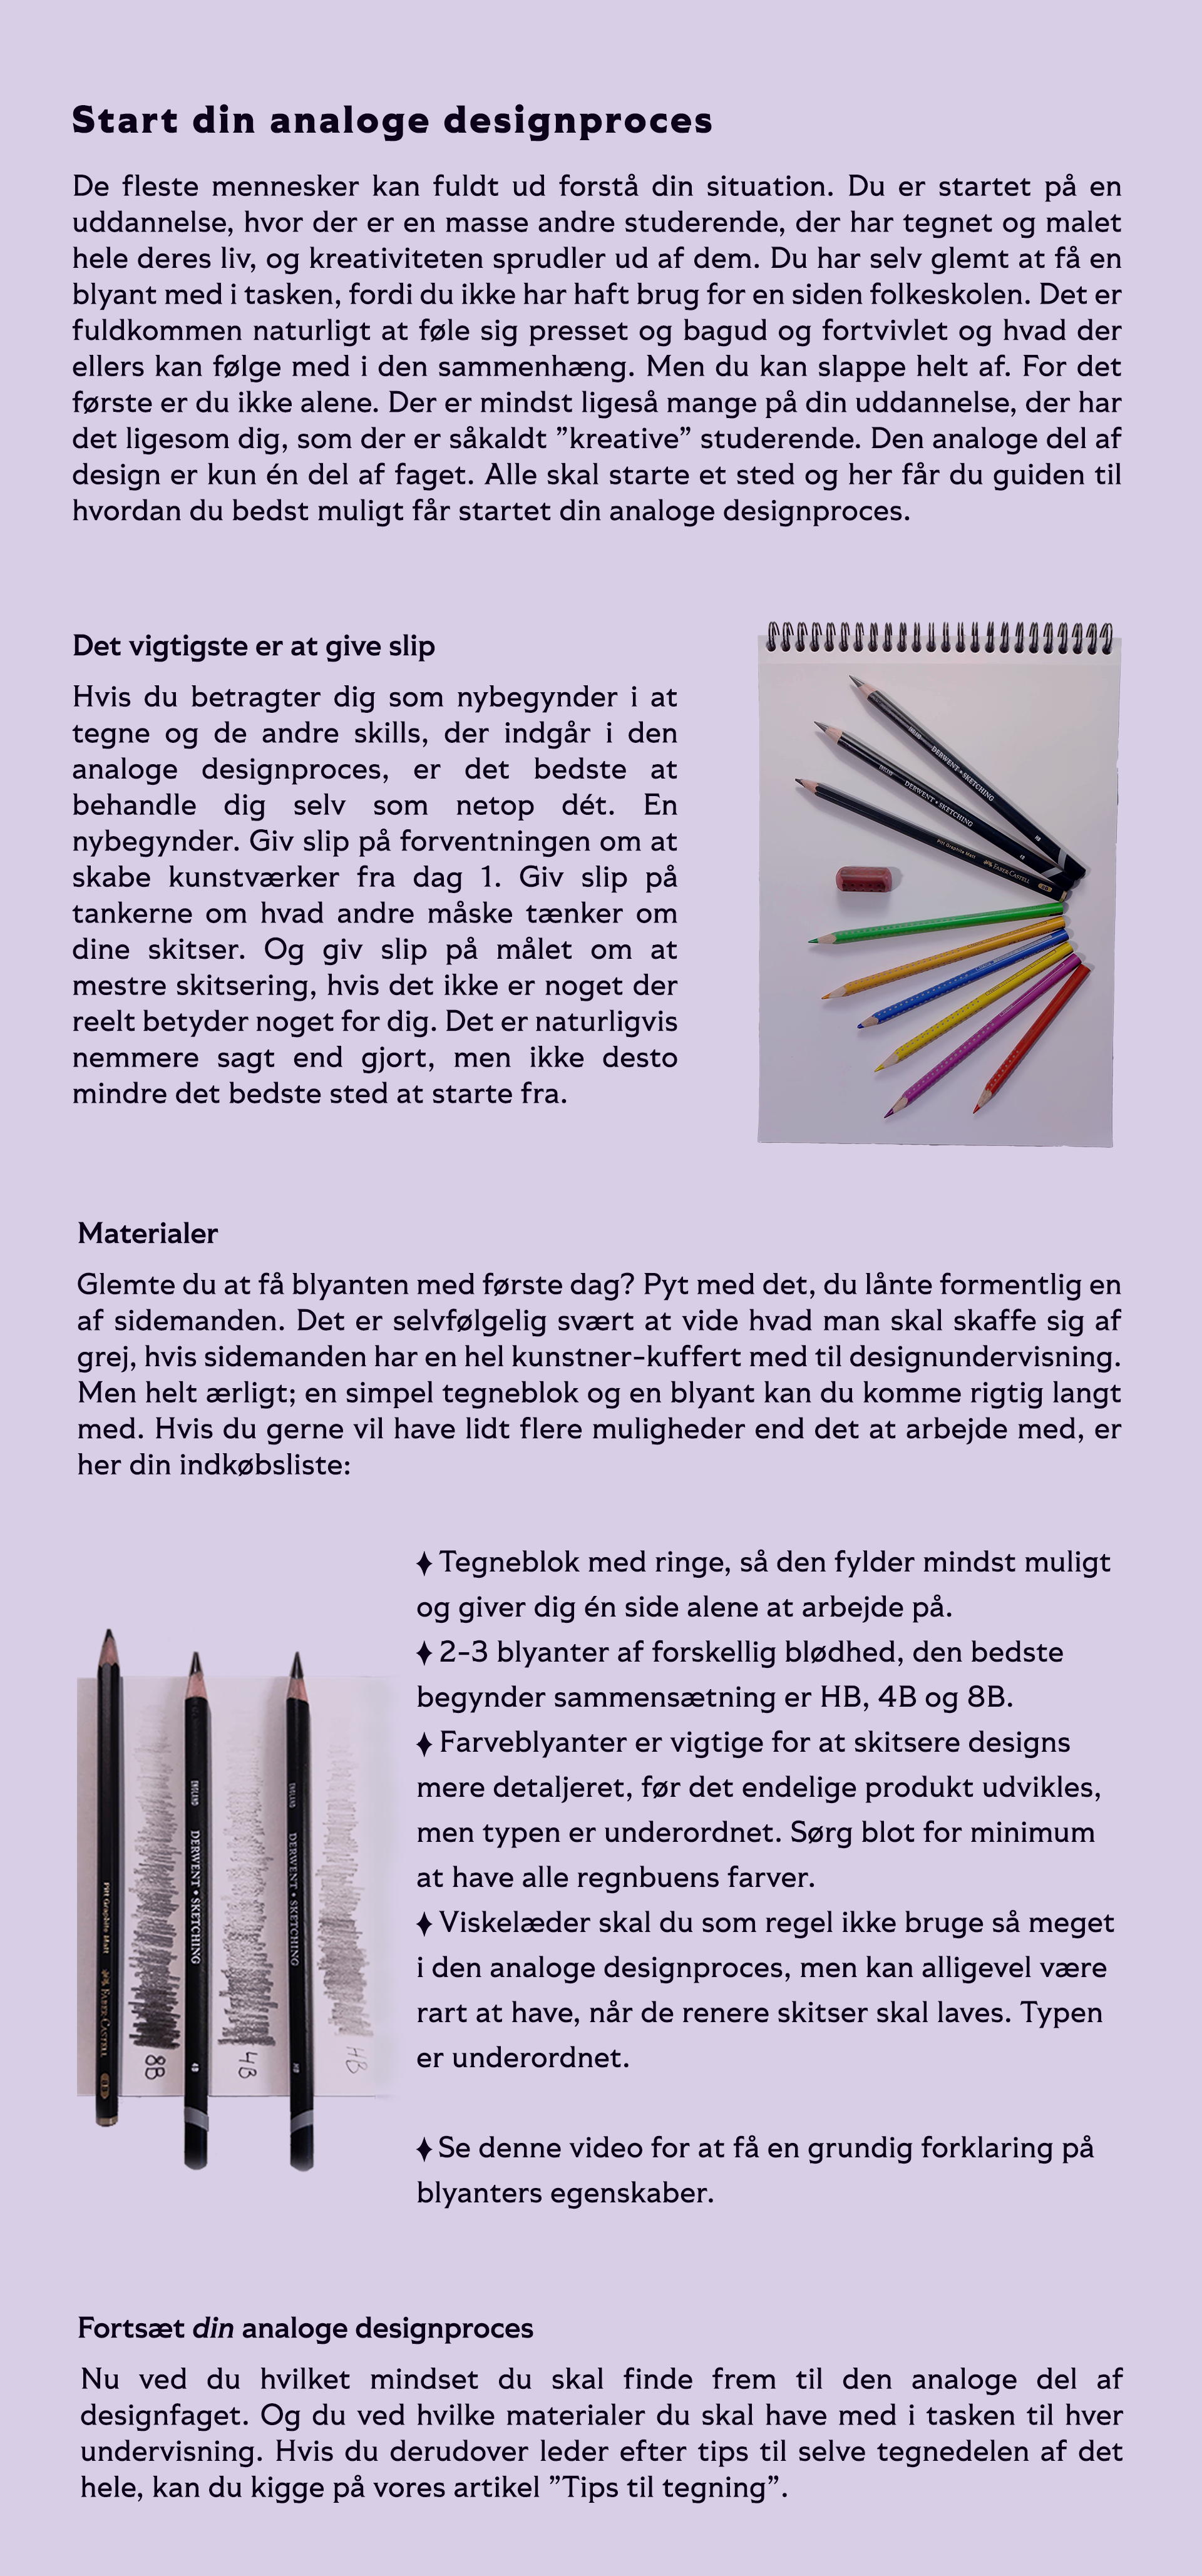 Start din analoge designproces
De fleste mennesker kan fuldt ud forstå din situation. Du er startet på en
uddannelse, hvor der er en masse andre studerende, der har tegnet og malet
hele deres liv, og kreativiteten sprudler ud af dem. Du har selv glemt at få en
blyant med i tasken, fordi du ikke har haft brug for en siden folkeskolen. Det er
fuldkommen naturligt at føle sig presset og bagud og fortvivlet og hvad der
ellers kan følge med i den sammenhæng. Men du kan slappe helt af. For det
første er du ikke alene. Der er mindst ligeså mange på din uddannelse, der har
det ligesom dig, som der er såkaldt ”kreative” studerende. Den analoge del af
design er kun én del af faget. Alle skal starte et sted og her får du guiden til
hvordan du bedst muligt får startet din analoge designproces.
Det vigtigste er at give slip
Hvis du betragter dig som nybegynder i at
tegne og de andre skills, der indgår i den
analoge designproces, er det bedste at
behandle dig selv som netop dét. En
nybegynder. Giv slip på forventningen om at
skabe kunstværker fra dag 1. Giv slip på
tankerne om hvad andre måske tænker om
dine skitser. Og giv slip på målet om at
mestre skitsering, hvis det ikke er noget der
reelt betyder noget for dig. Det er naturligvis
nemmere sagt end gjort, men ikke desto
mindre det bedste sted at starte fra.
DERWENT • SKETCHING
DERWENT • SKETCHING
Pitt Graphite Matt FABER-CASTELL
Materialer
Glemte du at få blyanten med første dag? Pyt med det, du lånte formentlig en
af sidemanden. Det er selvfølgelig svært at vide hvad man skal skaffe sig af
grej, hvis sidemanden har en hel kunstner-kuffert med til designundervisning.
Men helt ærligt; en simpel tegneblok og en blyant kan du komme rigtig langt
med. Hvis du gerne vil have lidt flere muligheder end det at arbejde med, er
her din indkøbsliste:
Tegneblok med ringe, så den fylder mindst muligt
og giver dig én side alene at arbejde på.
2-3 blyanter af forskellig blødhed, den bedste
begynder sammensætning er HB, 4B og 8B.
Farveblyanter er vigtige for at skitsere designs
mere detaljeret, før det endelige produkt udvikles,
men typen er underordnet. Sørg blot for minimum
at have alle regnbuens farver.
Viskelæder skal du som regel ikke bruge så meget
i den analoge designproces, men kan alligevel være
rart at have, når de renere skitser skal laves. Typen
er underordnet.
Se denne video for at få en grundig forklaring på
blyanters egenskaber.
Pitt Graphite Matt FABER-CASTELL
8B
ENGLAND DERWENT • SKETCHING 4B
4B
ENGLAND DERWENT • SKETCHING HB
HB
Fortsæt din analoge designproces
Nu ved du hvilket mindset du skal finde frem til den analoge del af
designfaget. Og du ved hvilke materialer du skal have med i tasken til hver
undervisning. Hvis du derudover leder efter tips til selve tegnedelen af det
hele, kan du kigge på vores artikel ”Tips til tegning”.